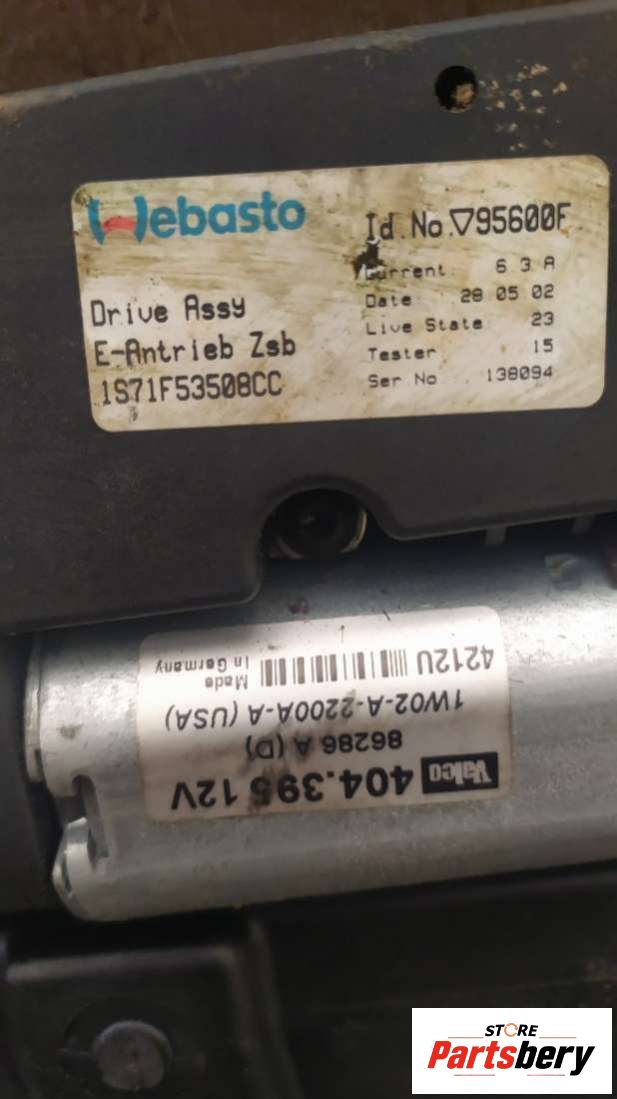 Webasto
Drive Assy
E-Antrieb Zsb
1S71F53508CC
Id.No.▽95600F
Current 6 3 A
Date 28 05 02
Live State 23
Tester 15
Ser No 138094
Valeo 404.395 12V
86286 A (D)
1W02-A-2200A-A (USA)
4212U
Made
In Germany
STORE
Partsbery